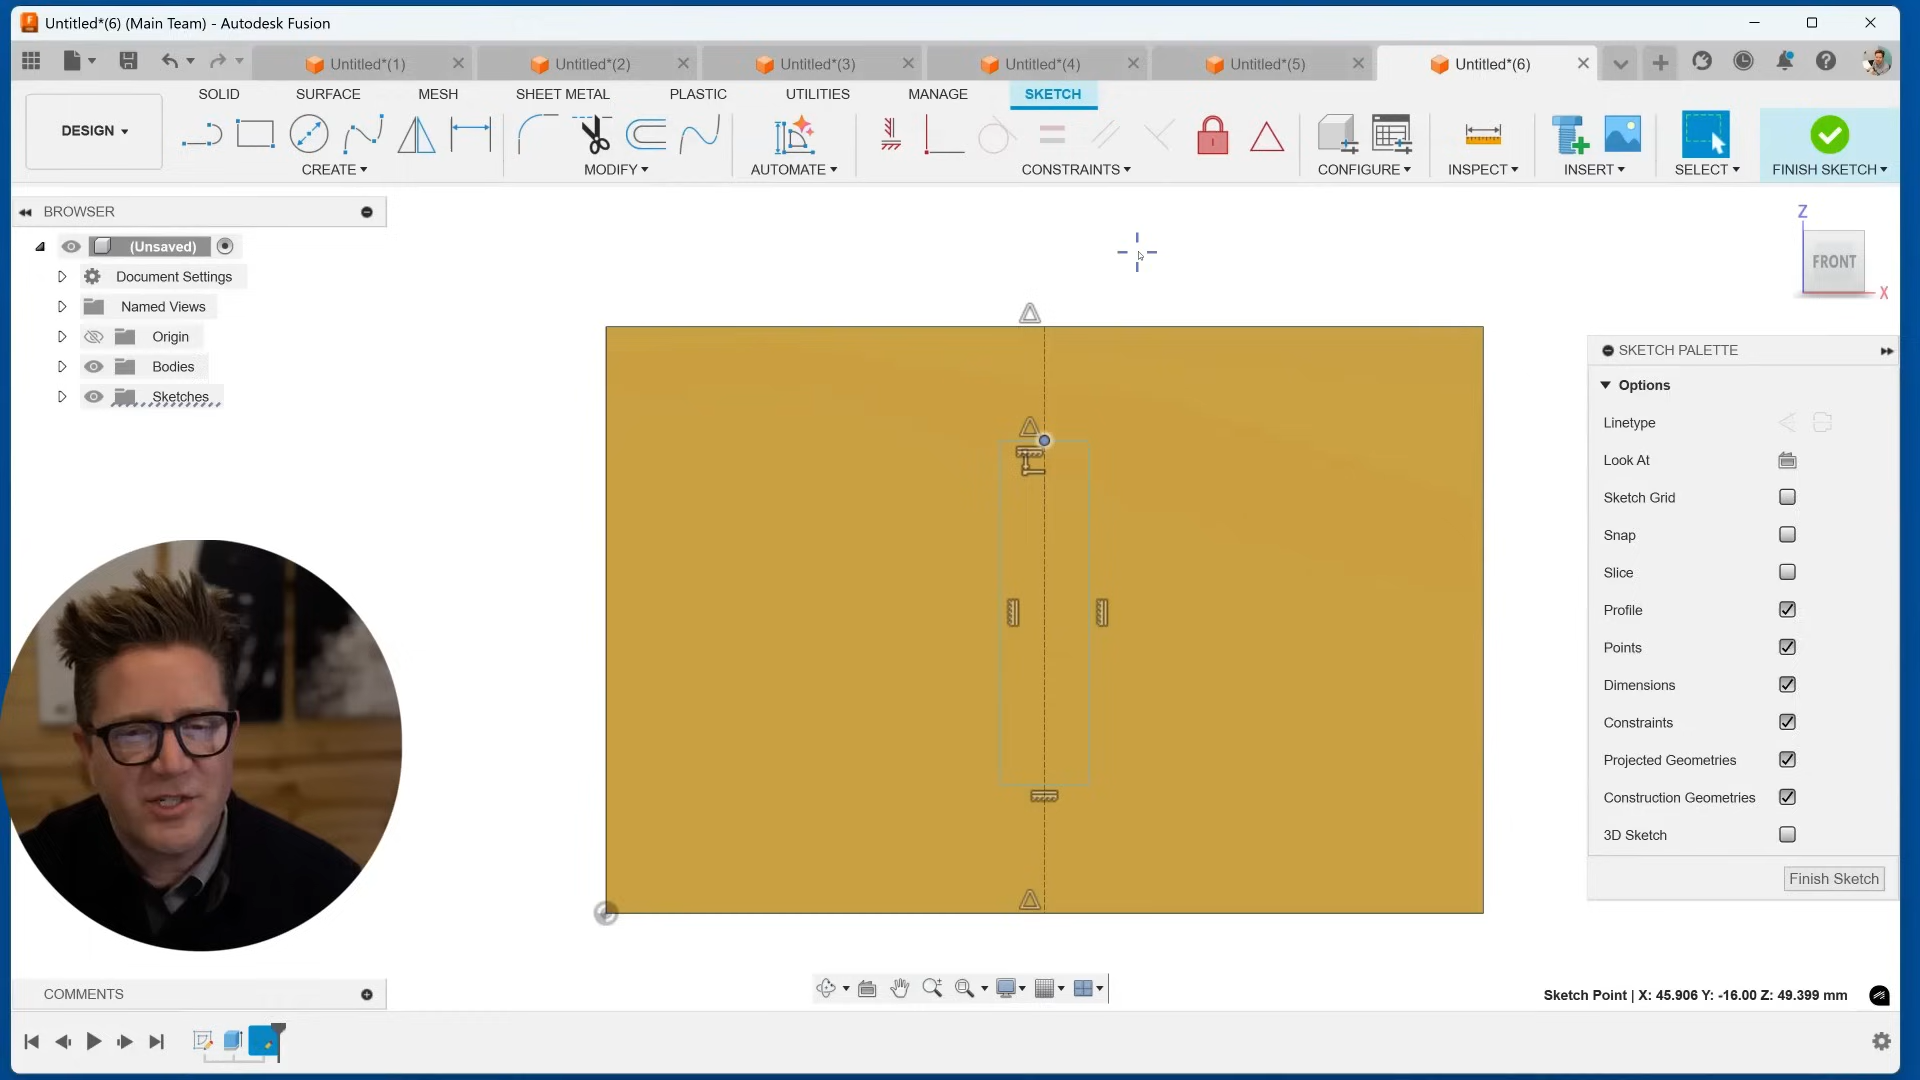 Untitled*(6) (Main Team) - Autodesk Fusion
Untitled*(1)
Untitled*(2)
Untitled*(3)
Untitled*(4)
Untitled*(5)
Untitled*(6)
SOLID
SURFACE
MESH
SHEET METAL
PLASTIC
UTILITIES
MANAGE
SKETCH
DESIGN
CREATE
MODIFY
AUTOMATE
CONSTRAINTS
CONFIGURE
INSPECT
INSERT
SELECT
FINISH SKETCH
BROWSER
(Unsaved)
Document Settings
Named Views
Origin
Bodies
Sketches
Z
FRONT
X
SKETCH PALETTE
Options
Linetype
Look At
Sketch Grid
Snap
Slice
Profile
Points
Dimensions
Constraints
Projected Geometries
Construction Geometries
3D Sketch
Finish Sketch
COMMENTS
Sketch Point | X: 45.906 Y: -16.00 Z: 49.399 mm